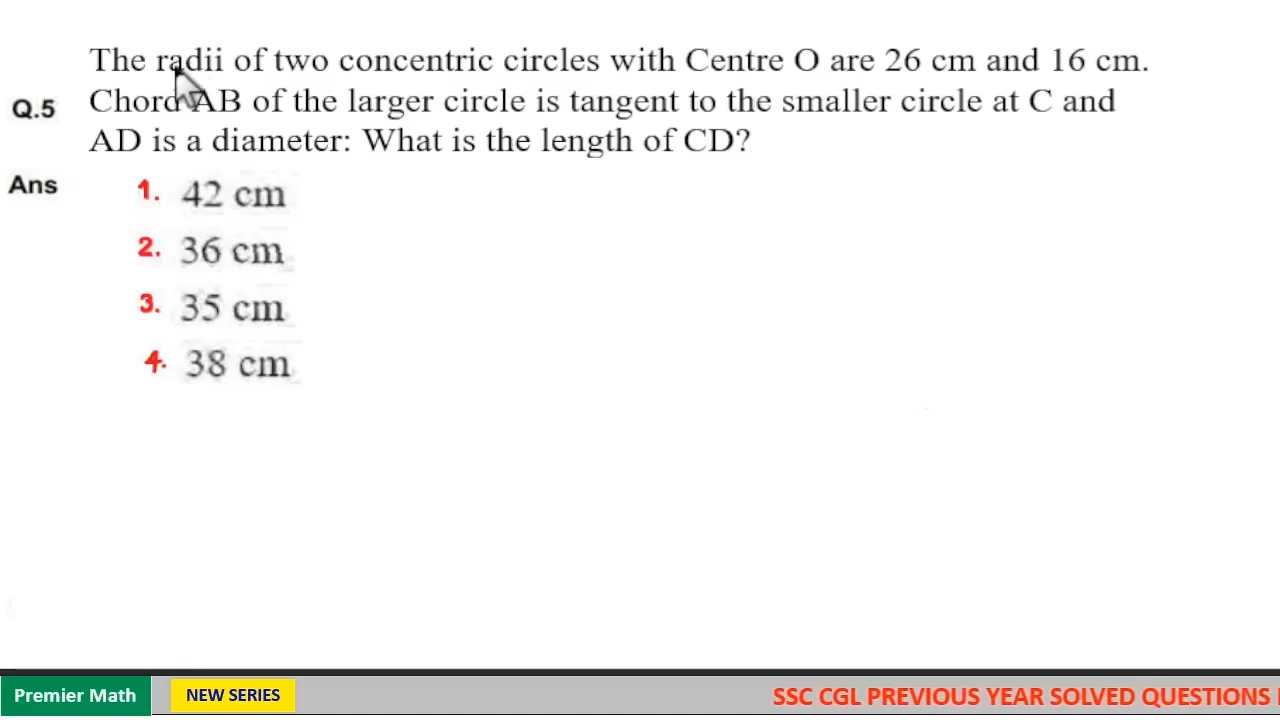 The radii of two concentric circles with Centre O are 26 cm and 16 cm.
Q.5 Chord AB of the larger circle is tangent to the smaller circle at C and
AD is a diameter: What is the length of CD?
Ans 1. 42 cm
2. 36 cm
3. 35 cm
4. 38 cm
Premier Math NEW SERIES SSC CGL PREVIOUS YEAR SOLVED QUESTIONS